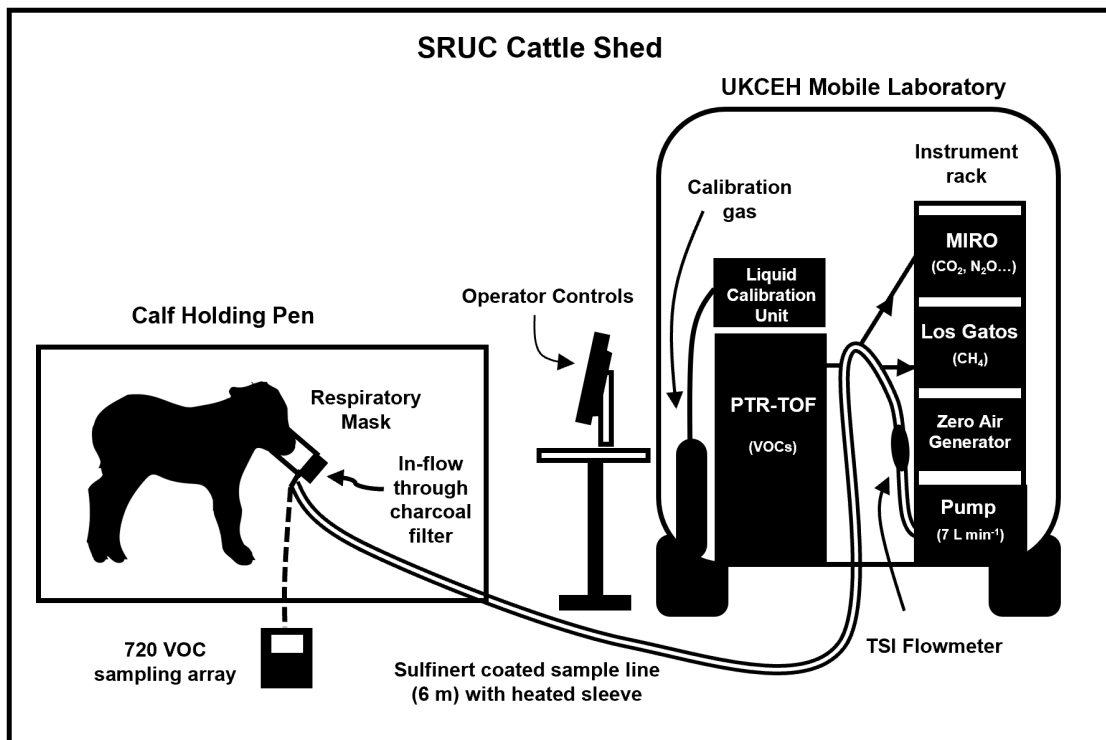 SRUC Cattle Shed
UKCEH Mobile Laboratory
Instrument
rack
Calibration
gas
MIRO
(CO₂, N₂O...)
Liquid
Calibration
Unit
Operator Controls
Calf Holding Pen
Los Gatos
(CH₄)
PTR-TOF
(VOCs)
Respiratory
Mask
Zero Air
Generator
In-flow
through
charcoal
filter
Pump
(7 L min⁻¹)
720 VOC
sampling array
Sulfinert coated sample line
(6 m) with heated sleeve
TSI Flowmeter